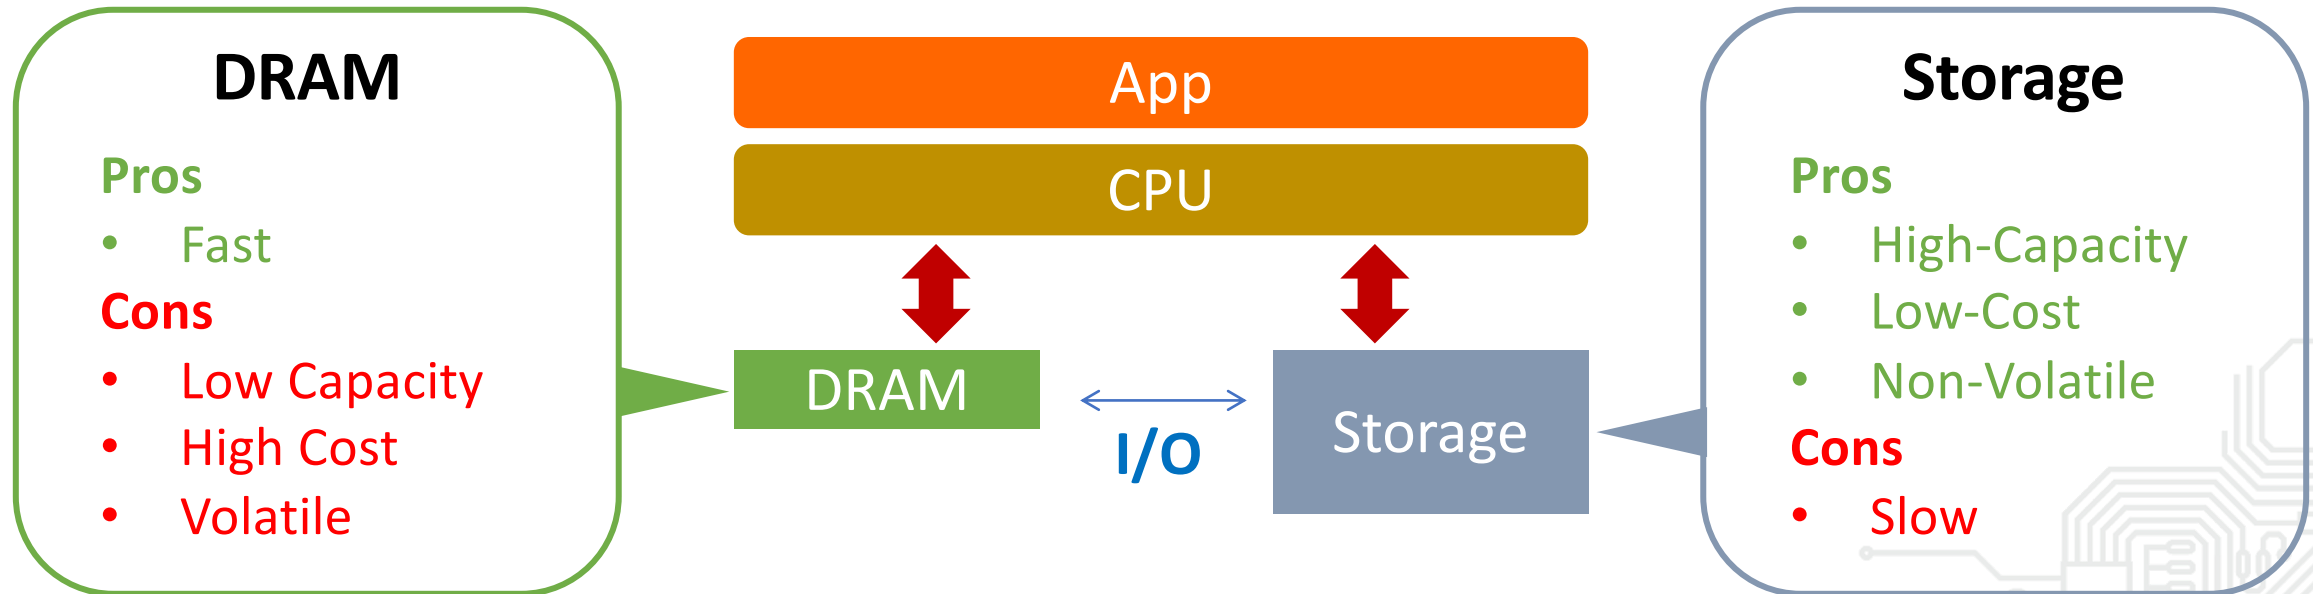 DRAM
Pros
• Fast
Cons
• Low Capacity
• High Cost
• Volatile
App
CPU
DRAM
I/O
Storage
Storage
Pros
• High-Capacity
• Low-Cost
• Non-Volatile
Cons
• Slow